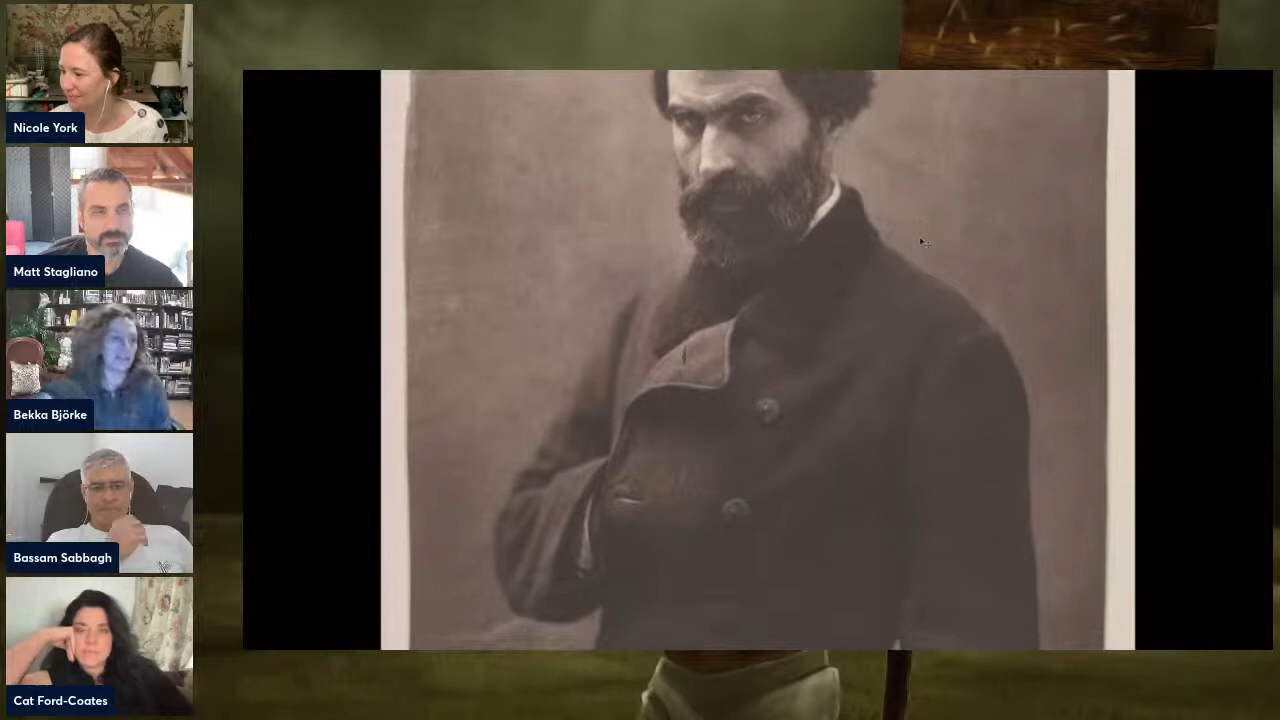 Nicole York
Matt Stagliano
Bekka Björke
Bassam Sabbagh
Cat Ford-Coates